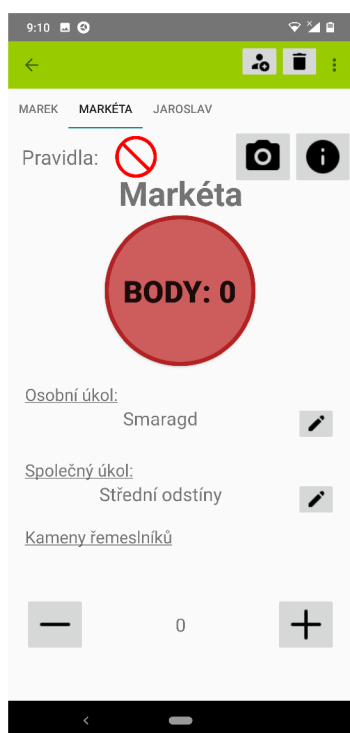 9:10
MAREK MARKÉTA JAROSLAV
Pravidla:
Markéta
BODY: 0
Osobní úkol:
Smaragd
Společný úkol:
Střední odstíny
Kameny řemeslníků
0